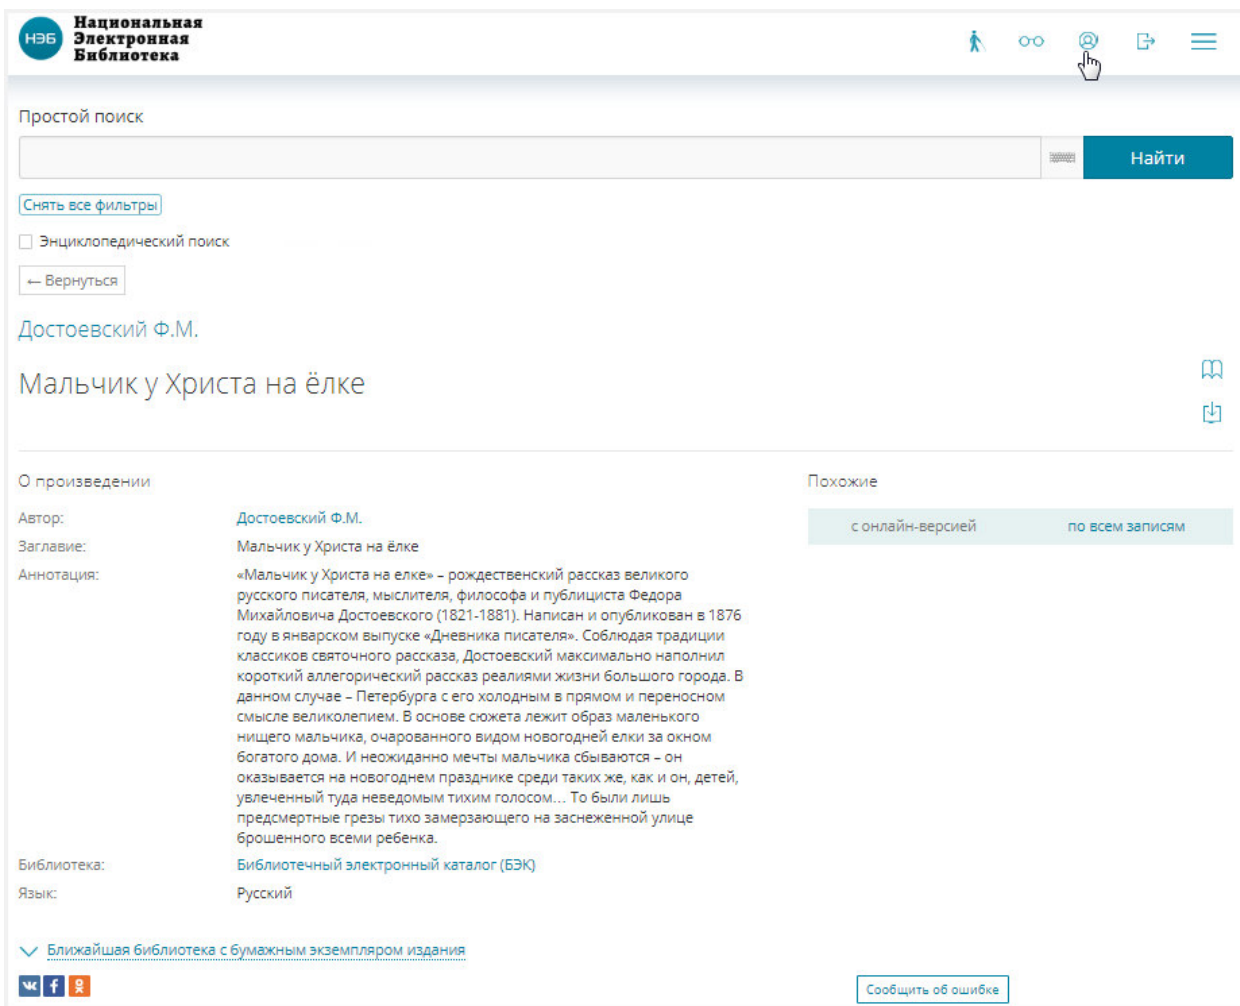 НЭБ
Национальная
Электронная
Библиотека
Простой поиск
Найти
Снять все фильтры
Энциклопедический поиск
← Вернуться
Достоевский Ф.М.
Мальчик у Христа на ёлке
О произведении
Автор: Достоевский Ф.М.
Заглавие: Мальчик у Христа на ёлке
Аннотация: «Мальчик у Христа на елке» – рождественский рассказ великого
русского писателя, мыслителя, философа и публициста Федора
Михайловича Достоевского (1821-1881). Написан и опубликован в 1876
году в январском выпуске «Дневника писателя». Соблюдая традиции
классиков святочного рассказа, Достоевский максимально наполнил
короткий аллегорический рассказ реалиями жизни большого города. В
данном случае – Петербурга с его холодным в прямом и переносном
смысле великолепием. В основе сюжета лежит образ маленького
нищего мальчика, очарованного видом новогодней елки за окном
богатого дома. И неожиданно мечты мальчика сбываются – он
оказывается на новогоднем празднике среди таких же, как и он, детей,
увлеченный туда неведомым тихим голосом... То были лишь
предсмертные грезы тихо замерзающего на заснеженной улице
брошенного всеми ребенка.
Библиотека: Библиотечный электронный каталог (БЭК)
Язык: Русский
Похожие
с онлайн-версией по всем записям
Ближайшая библиотека с бумажным экземпляром издания
Сообщить об ошибке